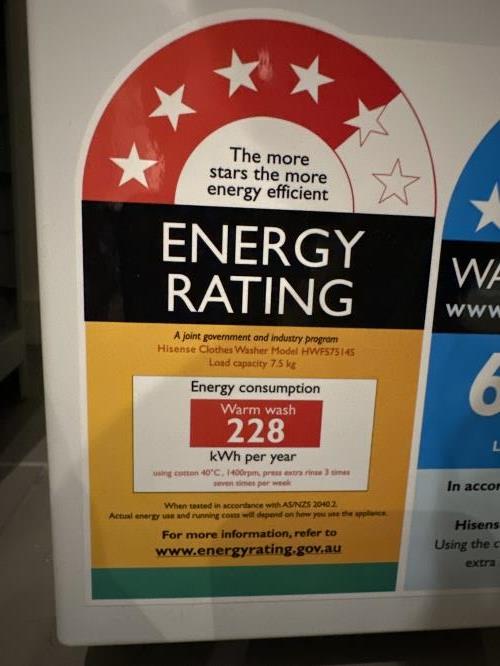 The more
stars the more
energy efficient
ENERGY
RATING
A joint government and industry program
Hisense Clothes Washer Model HWFS7514S
Load capacity 7.5 kg
Energy consumption
Warm wash
228
kWh per year
using cotton 40°C, 1400rpm, press extra rinse 3 times
seven times per week
When tested in accordance with AS/NZS 2040.2.
Actual energy use and running costs will depend on how you use the appliance.
For more information, refer to
www.energyrating.gov.au
WA
www
6
L
In accor
Hisens
Using the c
extra